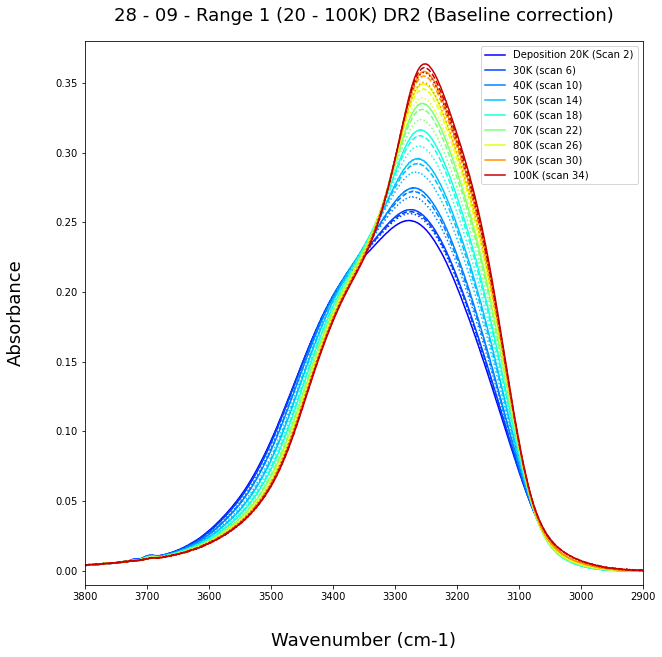 28 - 09 - Range 1 (20 - 100K) DR2 (Baseline correction)
Deposition 20K (Scan 2)
30K (scan 6)
40K (scan 10)
50K (scan 14)
60K (scan 18)
70K (scan 22)
80K (scan 26)
90K (scan 30)
100K (scan 34)
Absorbance
0.35
0.30
0.25
0.20
0.15
0.10
0.05
0.00
3800 3700 3600 3500 3400 3300 3200 3100 3000 2900
Wavenumber (cm-1)